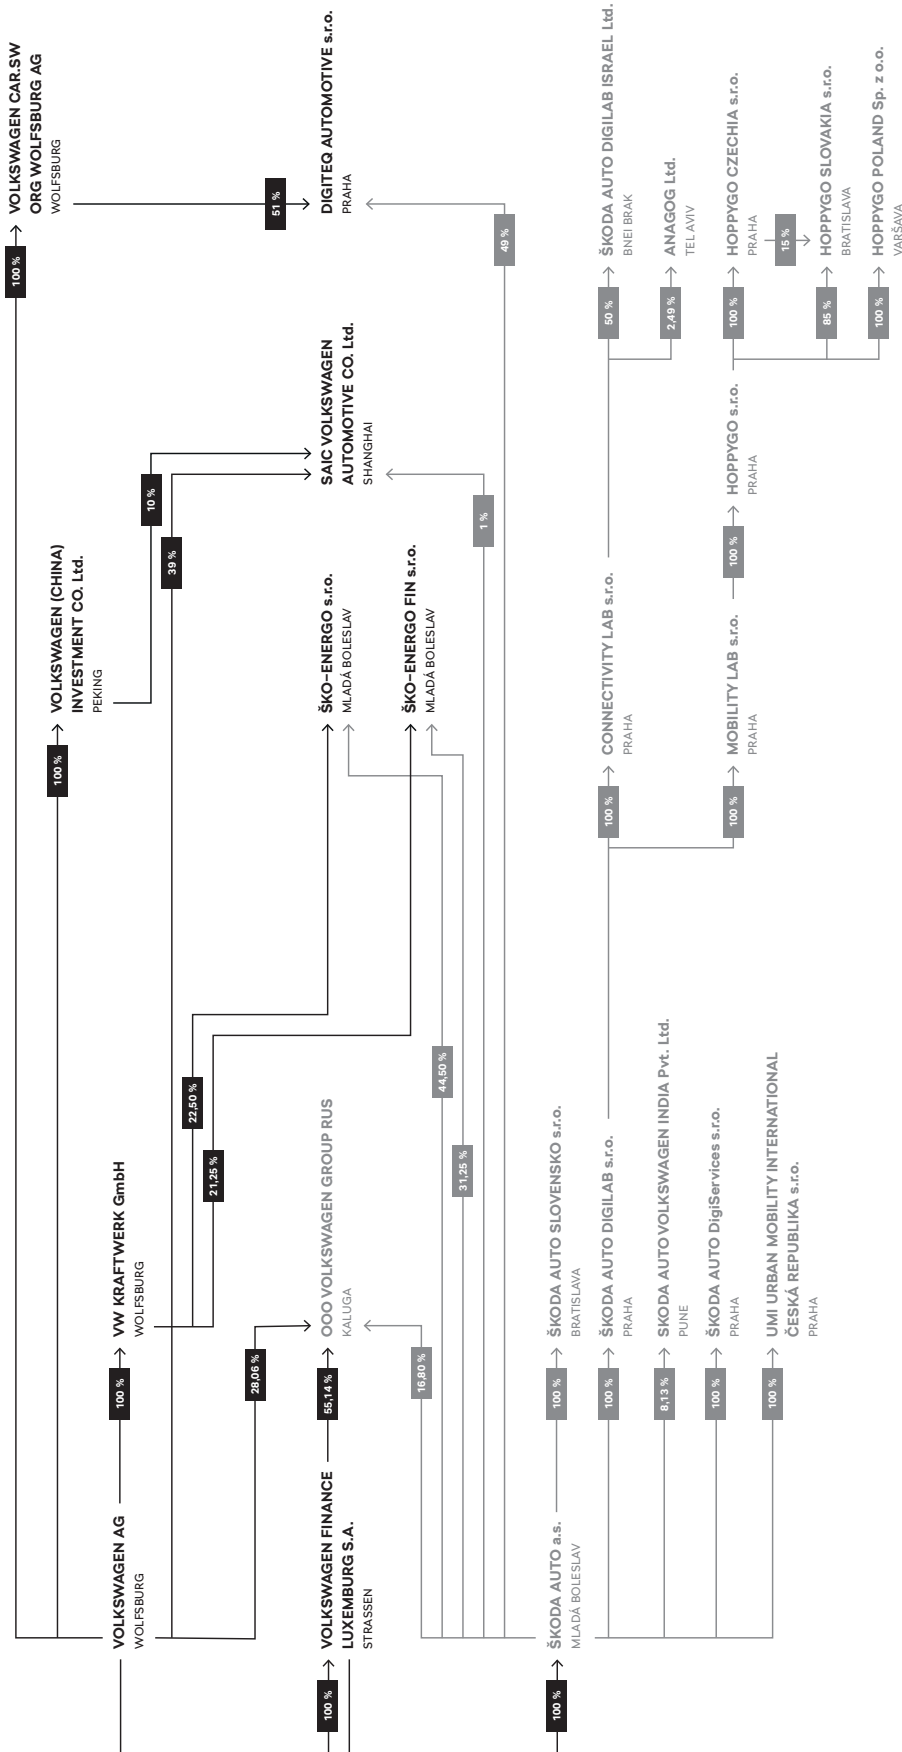 VOLKSWAGEN AG
WOLFSBURG
100 %
VW KRAFTWERK GmbH
WOLFSBURG
100 %
VOLKSWAGEN (CHINA)
INVESTMENT CO. Ltd.
PEKING
100 %
VOLKSWAGEN CAR.SW
ORG WOLFSBURG AG
WOLFSBURG
10 %
39 %
22,50 %
21,25 %
28,06 %
51 %
100 %
VOLKSWAGEN FINANCE
LUXEMBURG S.A.
STRASSEN
55,14 %
OOO VOLKSWAGEN GROUP RUS
KALUGA
ŠKO-ENERGO s.r.o.
MLADÁ BOLESLAV
ŠKO-ENERGO FIN s.r.o.
MLADÁ BOLESLAV
SAIC VOLKSWAGEN
AUTOMOTIVE CO. Ltd.
SHANGHAI
DIGITEQ AUTOMOTIVE s.r.o.
PRAHA
16,80 %
44,50 %
31,25 %
1 %
49 %
100 %
ŠKODA AUTO a.s.
MLADÁ BOLESLAV
100 %
ŠKODA AUTO SLOVENSKO s.r.o.
BRATISLAVA
100 %
ŠKODA AUTO DIGILAB s.r.o.
PRAHA
100 %
CONNECTIVITY LAB s.r.o.
PRAHA
50 %
ŠKODA AUTO DIGILAB ISRAEL Ltd.
BNEI BRAK
8,13 %
ŠKODA AUTO VOLKSWAGEN INDIA Pvt. Ltd.
PUNE
2,49 %
ANAGOG Ltd.
TEL AVIV
100 %
ŠKODA AUTO DigiServices s.r.o.
PRAHA
100 %
MOBILITY LAB s.r.o.
PRAHA
100 %
HOPPYGO s.r.o.
PRAHA
100 %
HOPPYGO CZECHIA s.r.o.
PRAHA
15 %
100 %
UMI URBAN MOBILITY INTERNATIONAL
ČESKÁ REPUBLIKA s.r.o.
PRAHA
85 %
HOPPYGO SLOVAKIA s.r.o.
BRATISLAVA
100 %
HOPPYGO POLAND Sp. z o.o.
VARŠAVA